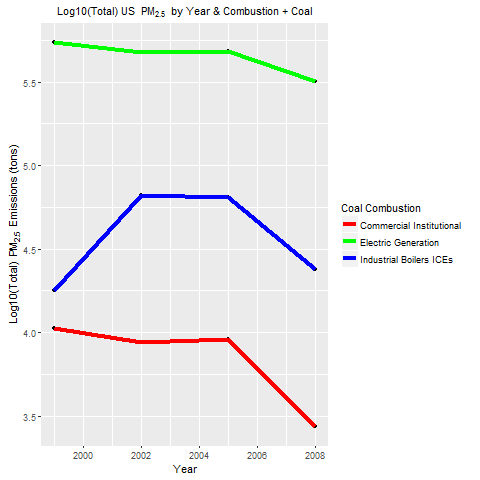 Log10(Total) US PM2.5 by Year & Combustion + Coal
Log10(Total) PM2.5 Emissions (tons)
5.5
5.0
4.5
4.0
3.5
2000 2002 2004 2006 2008
Year
Coal Combustion
Commercial Institutional
Electric Generation
Industrial Boilers ICEs